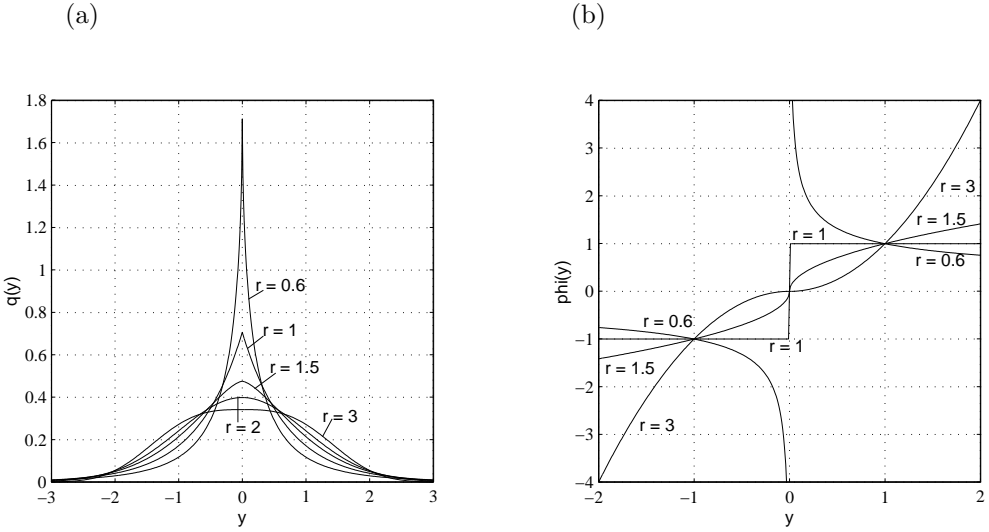 (a)
(b)
1.8
1.6
1.4
1.2
1
0.8
0.6
0.4
0.2
0
q(y)
r = 0.6
r = 1
r = 1.5
r = 2
r = 3
−3
−2
−1
0
1
2
3
y
4
3
2
1
0
−1
−2
−3
−4
phi(y)
r = 3
r = 1.5
r = 1
r = 0.6
r = 0.6
r = 1
r = 1.5
r = 3
−2
−1
0
1
2
y